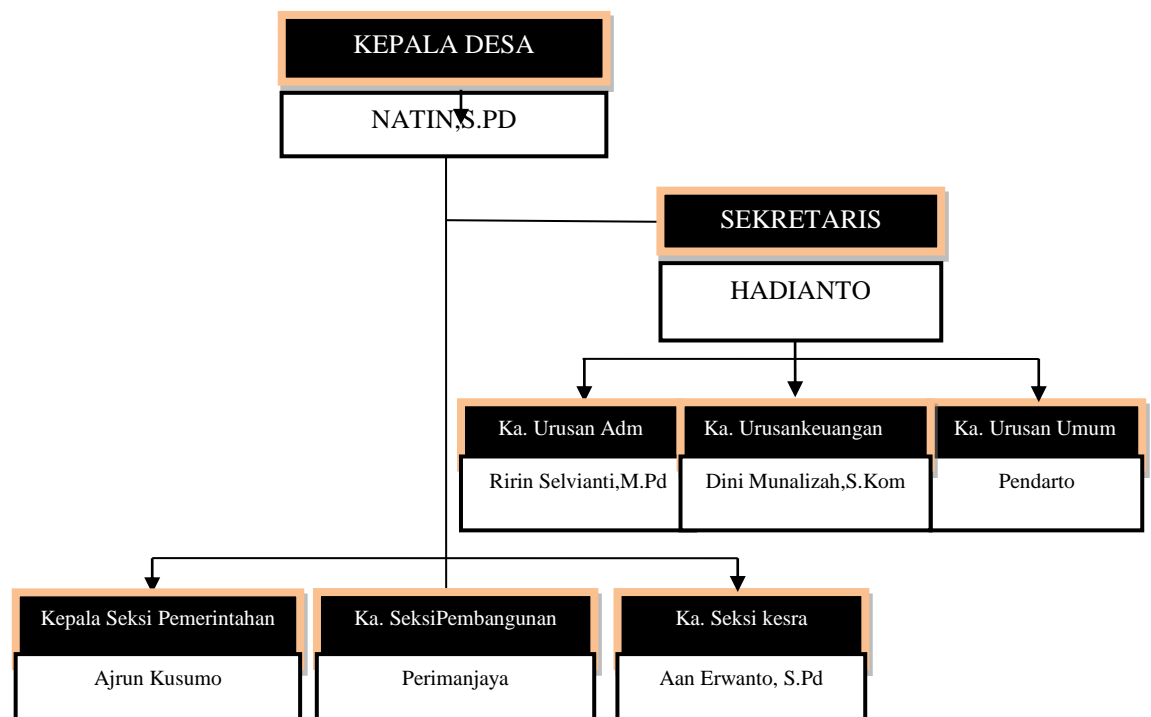 KEPALA DESA
NATIN,S.PD
SEKRETARIS
HADIANTO
Ka. Urusan Adm
Ririn Selvianti,M.Pd
Ka. Urusankeuangan
Dini Munalizah,S.Kom
Ka. Urusan Umum
Pendarto
Kepala Seksi Pemerintahan
Ajrun Kusumo
Ka. SeksiPembangunan
Perimanjaya
Ka. Seksi kesra
Aan Erwanto, S.Pd